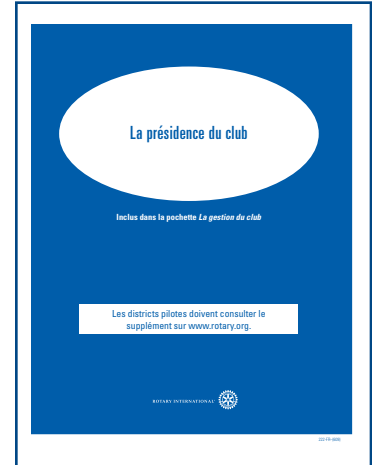 La présidence du club
Inclus dans la pochette La gestion du club
Les districts pilotes doivent consulter le
supplément sur www.rotary.org.
ROTARY INTERNATIONAL